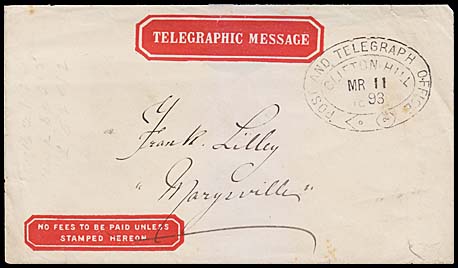 TELEGRAPHIC MESSAGE
POST AND TELEGRAPH OFFICE
CLIFTON HILL
MR 11
93
Frank. Lilley
"Marysville"
NO FEES TO BE PAID UNLESS
STAMPED HEREON